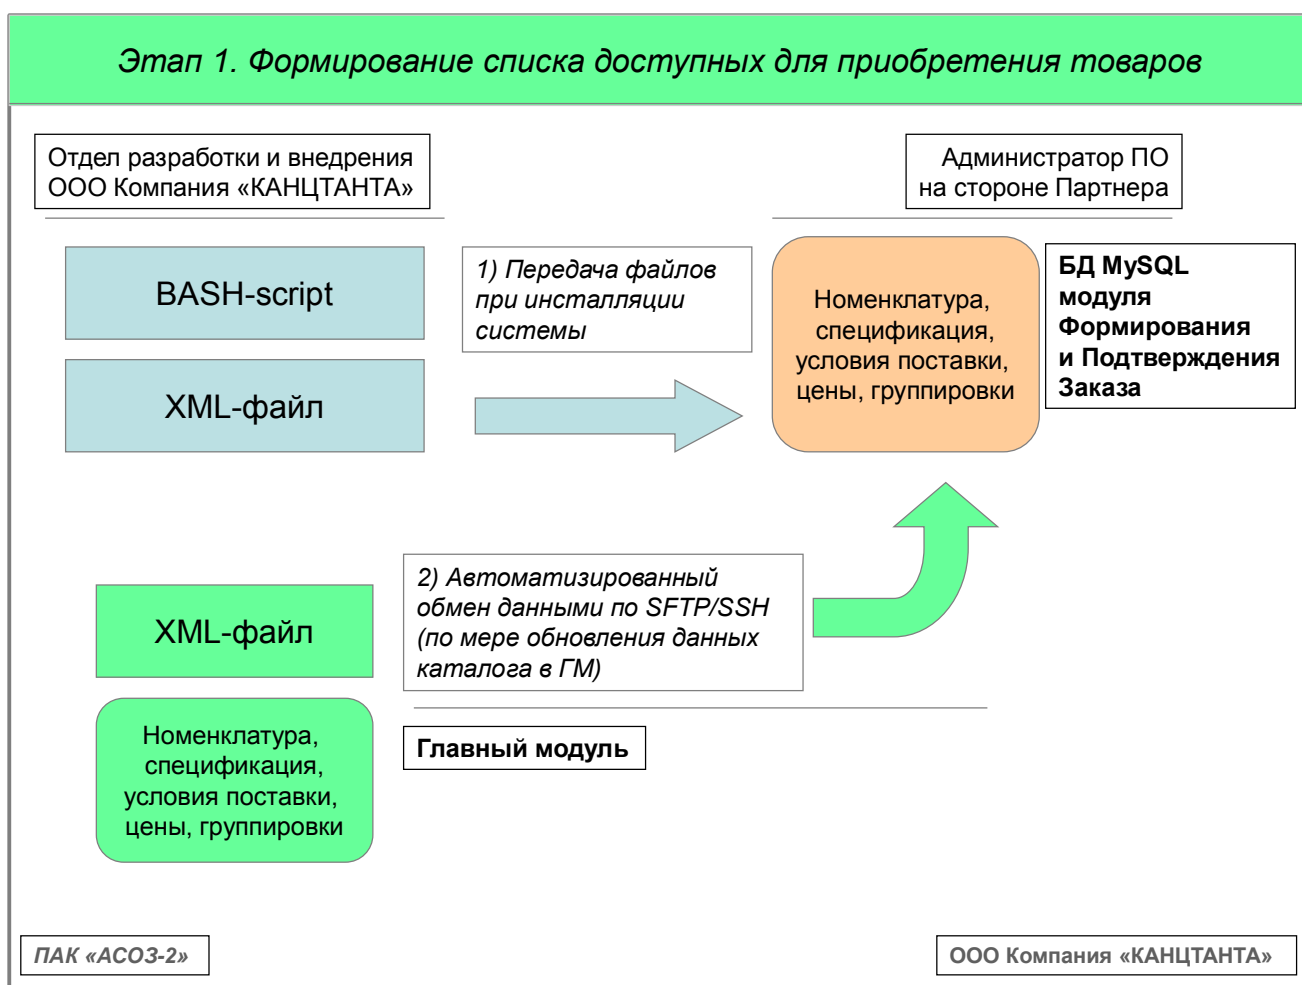 Этап 1. Формирование списка доступных для приобретения товаров
Отдел разработки и внедрения
ООО Компания «КАНЦТАНТА»
Администратор ПО
на стороне Партнера
BASH-script
XML-файл
1) Передача файлов
при инсталляции
системы
Номенклатура,
спецификация,
условия поставки,
цены, группировки
БД MySQL
модуля
Формирования
и Подтверждения
Заказа
XML-файл
2) Автоматизированный
обмен данными по SFTP/SSH
(по мере обновления данных
каталога в ГМ)
Номенклатура,
спецификация,
условия поставки,
цены, группировки
Главный модуль
ПАК «АСОЗ-2»
ООО Компания «КАНЦТАНТА»